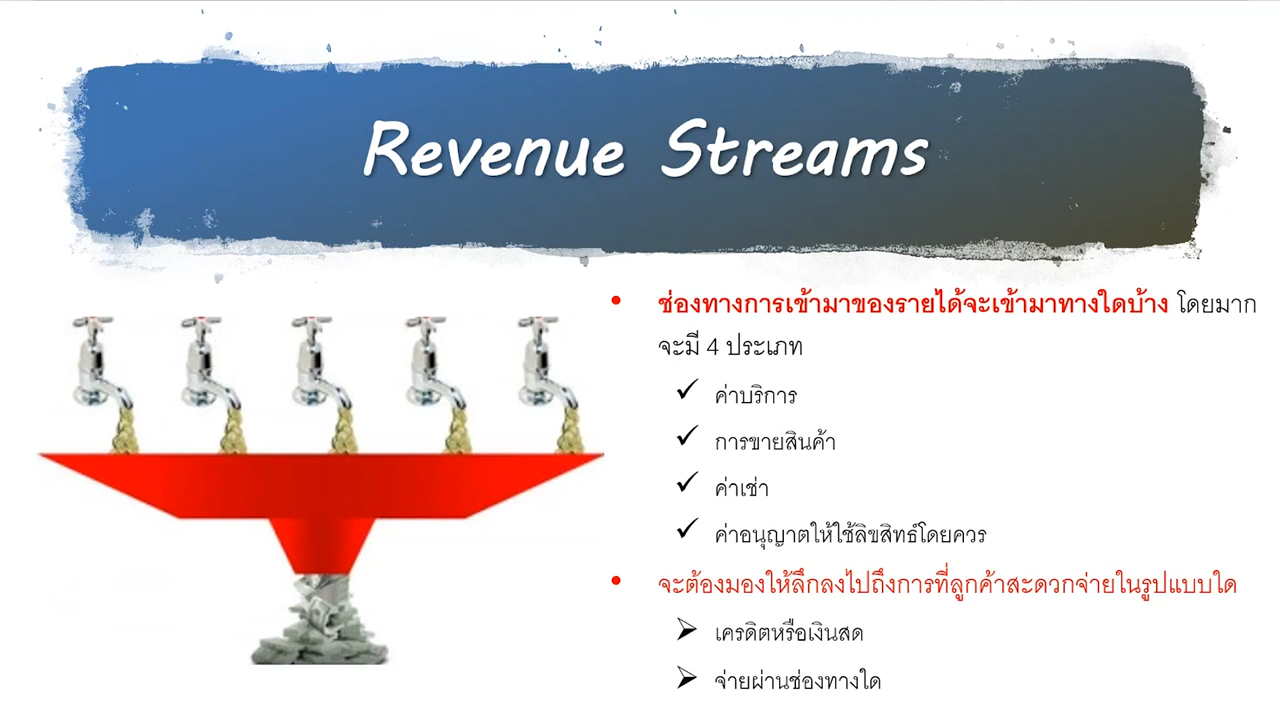 Revenue Streams
• ช่องทางการเข้ามาของรายได้จะเข้ามาทางใดบ้าง โดยมาก
จะมี 4 ประเภท
✓ ค่าบริการ
✓ การขายสินค้า
✓ ค่าเช่า
✓ ค่าอนุญาตให้ใช้ลิขสิทธ์โดยควร
• จะต้องมองให้ลึกลงไปถึงการที่ลูกค้าสะดวกจ่ายในรูปแบบใด
➢ เครดิตหรือเงินสด
➢ จ่ายผ่านช่องทางใด